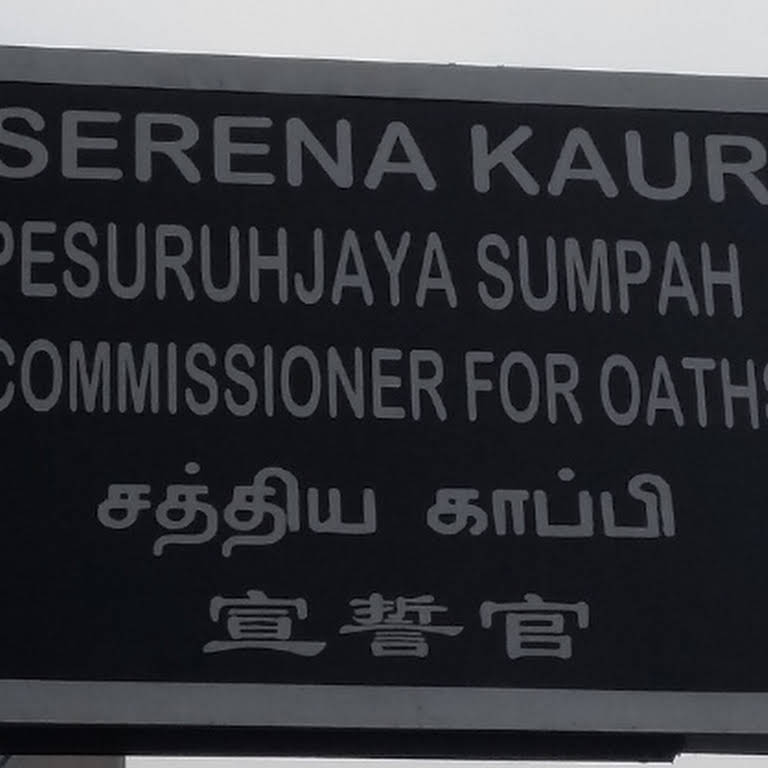 SERENA KAUR
PESURUHJAYA SUMPAH
COMMISSIONER FOR OATHS
சத்திய காப்பி
宣誓官